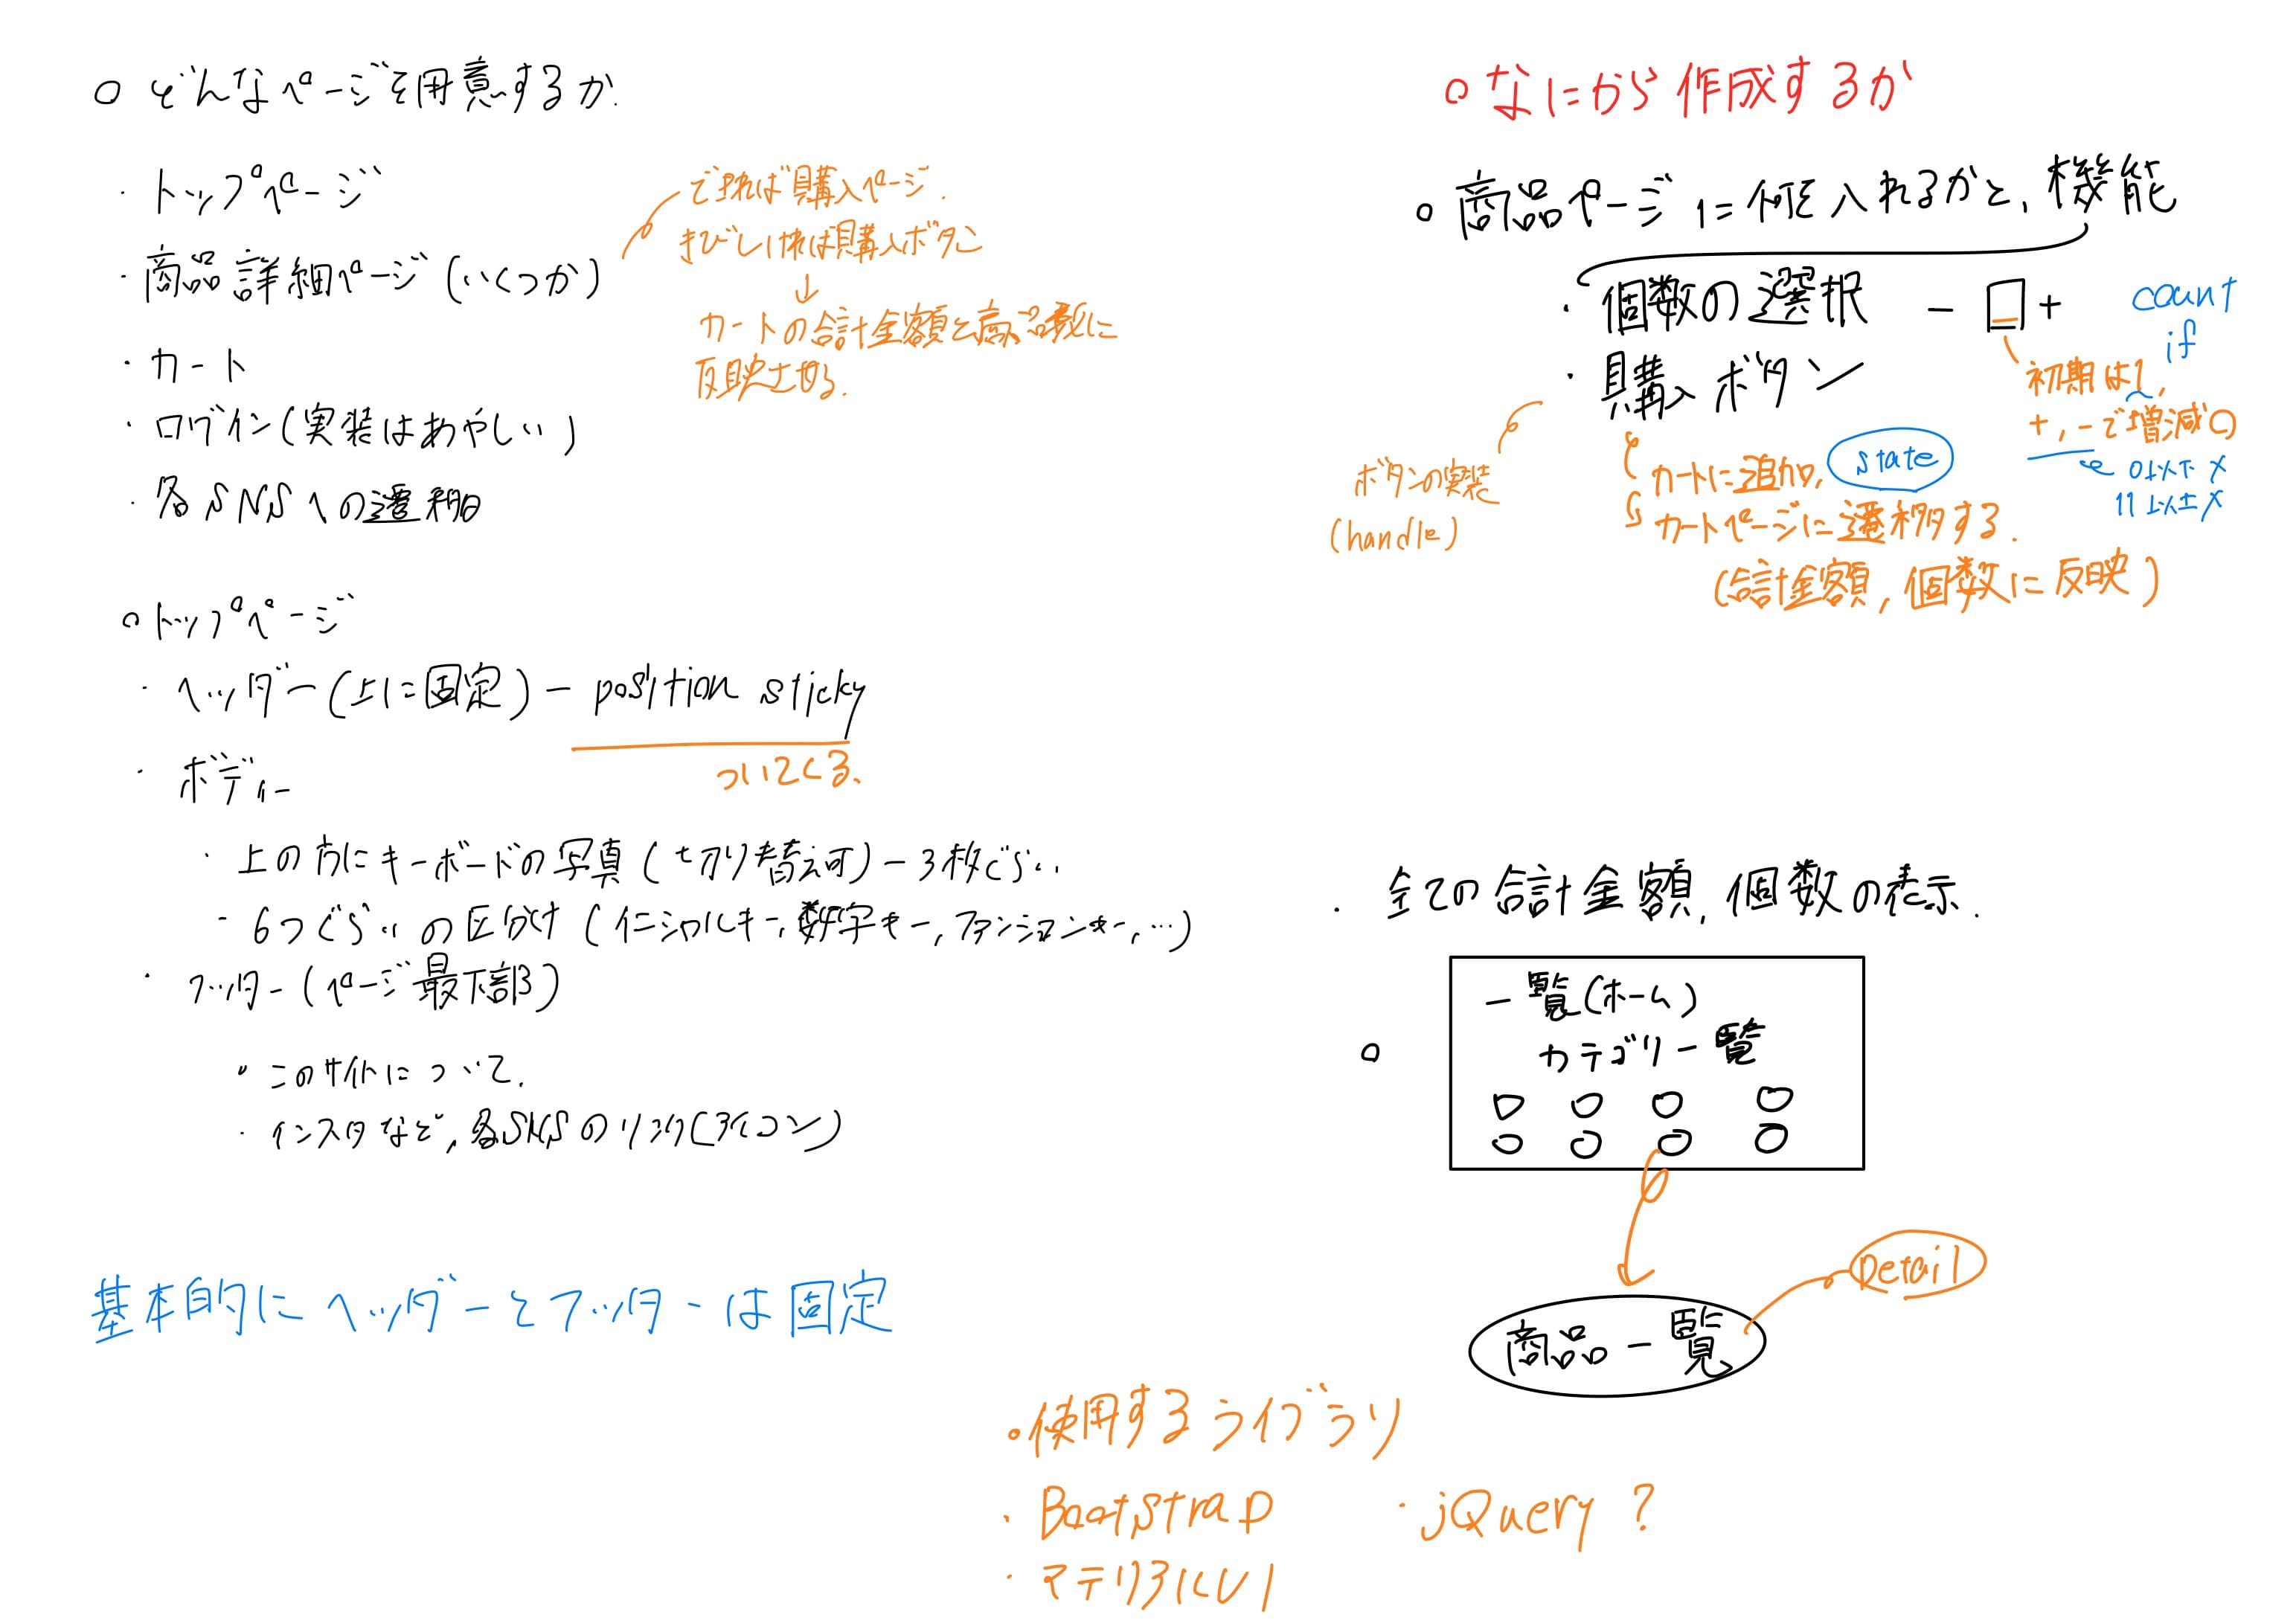 ○ どんなページを用意するか.
・トップページ
・商品詳細ページ(いくつか)
できれば購入ページ.
きびしければ購入ボタン
↓
カートの合計金額と商品数に
反映させる.
・カート
・ログイン(実装はあやしい)
・各SNSへの遷移
○トップページ
・ヘッダー(上に固定)ー position sticky
ついてくる.
・ボディー
・上の方にキーボードの写真(切り替え可)ー3枚ぐらい
・6つぐらいの区分け(イニシャルキー,数字キー,ファンションキー,…)
・フッター(ページ最下部)
・このサイトについて.
・インスタなど,各SNSのリンク(アイコン)
基本的にヘッダーとフッターは固定
○なにから作成するか
○商品ページに何を入れるかと,機能
・個数の選択 − □ +
count
if
初期は1,
+,−で増減○
0以下×
11以上×
・購入ボタン
ボタンの実装
(handle)
カートに追加,
state
カートページに遷移する.
(合計金額,個数に反映)
・全ての合計金額,個数の表示.
○
一覧(ホーム)
カテゴリ一覧
商品一覧
Detail
○使用するライブラリ
・Bootstrap ・jQuery?
・マテリアルUI